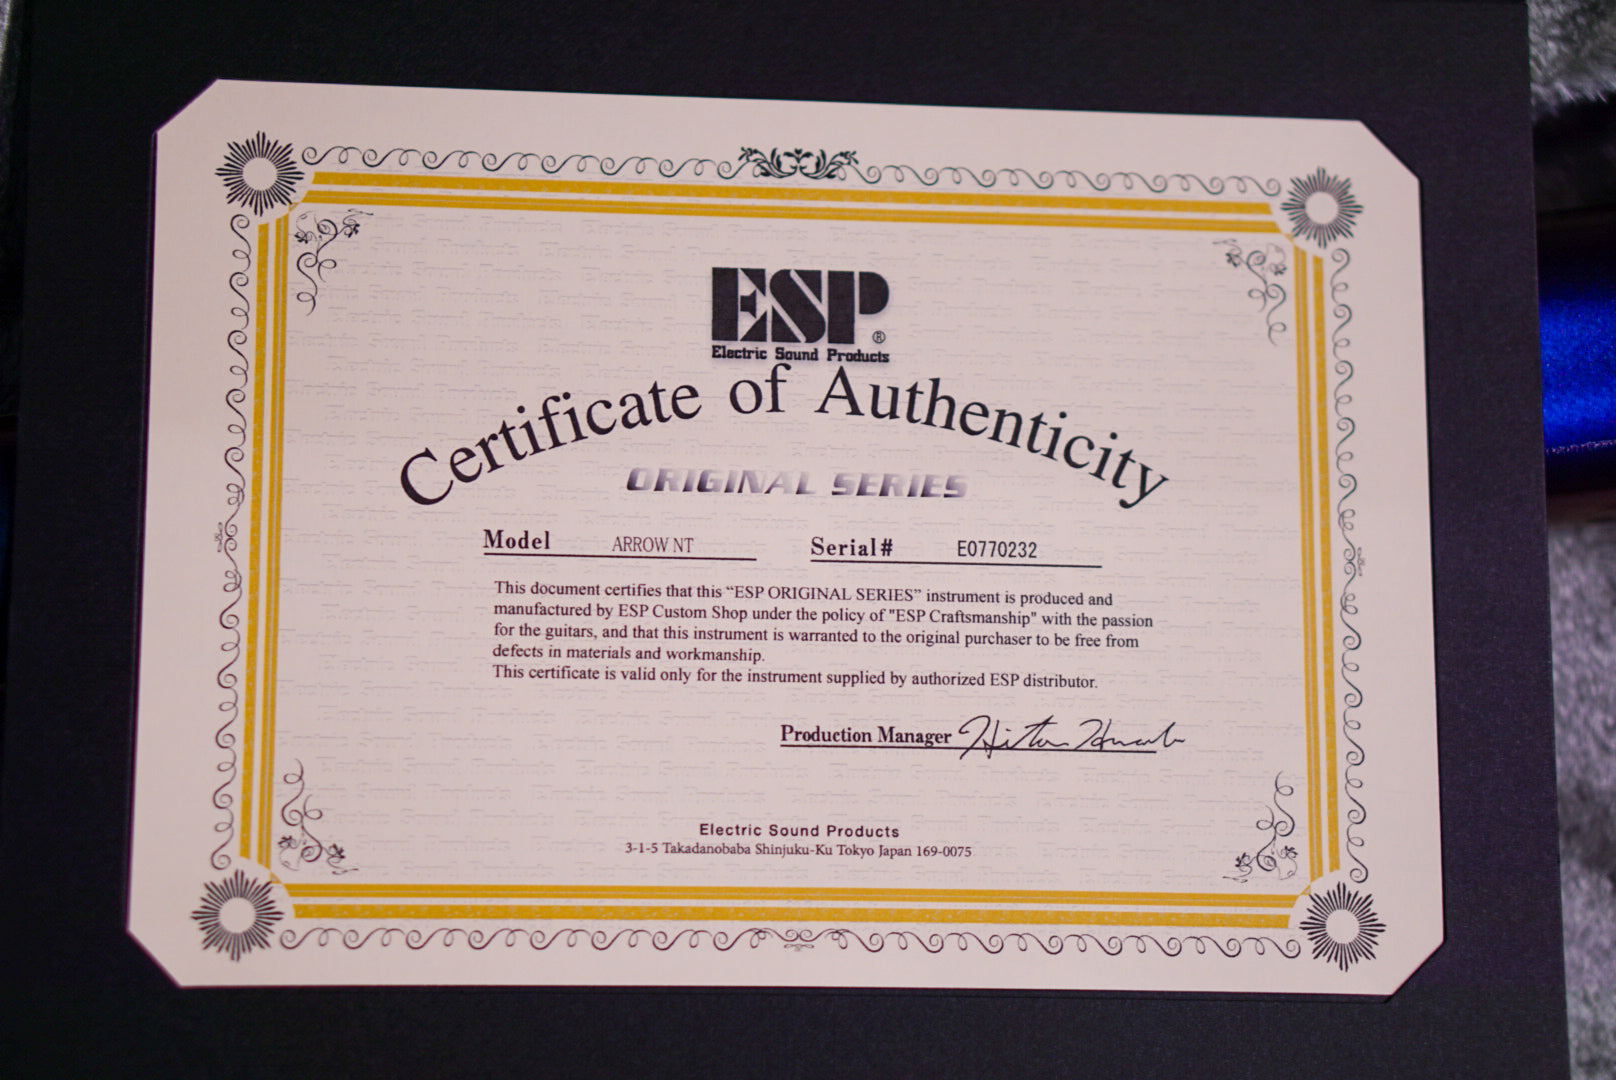 ESP®
Electric Sound Products
Certificate of Authenticity
ORIGINAL SERIES
Model ARROW NT Serial# E0770232
This document certifies that this “ESP ORIGINAL SERIES” instrument is produced and
manufactured by ESP Custom Shop under the policy of "ESP Craftsmanship" with the passion
for the guitars, and that this instrument is warranted to the original purchaser to be free from
defects in materials and workmanship.
This certificate is valid only for the instrument supplied by authorized ESP distributor.
Production Manager
Electric Sound Products
3-1-5 Takadanobaba Shinjuku-Ku Tokyo Japan 169-0075